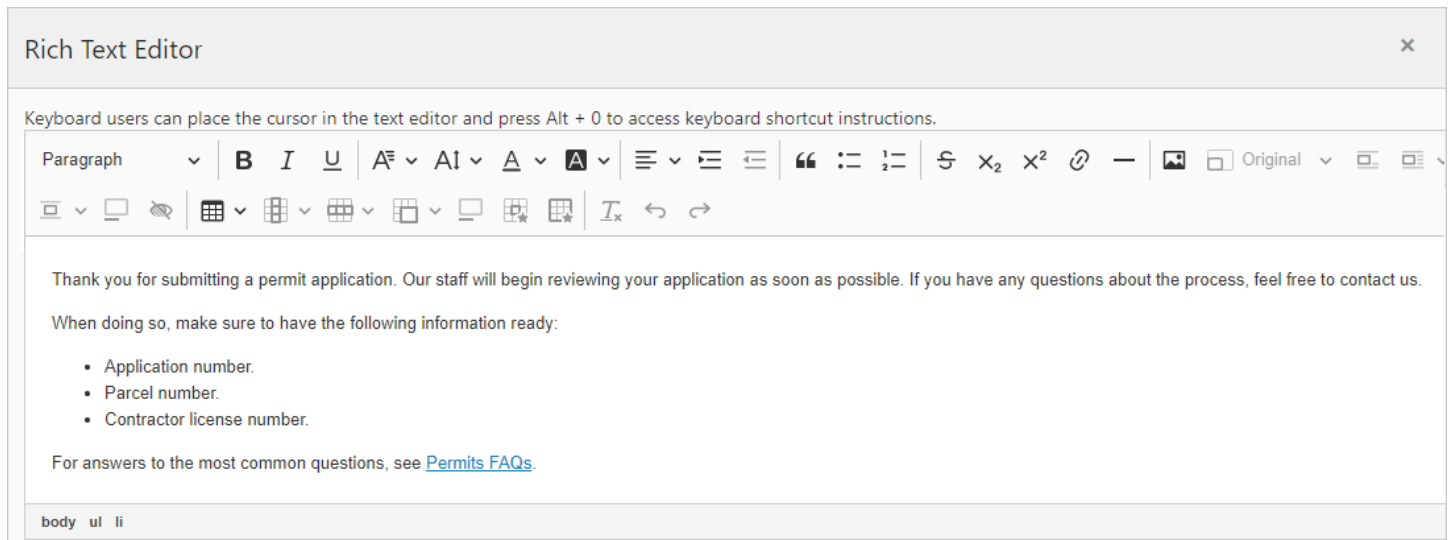 Rich Text Editor
Keyboard users can place the cursor in the text editor and press Alt + 0 to access keyboard shortcut instructions.
Paragraph B I U A A A A X₂ X² Original
Thank you for submitting a permit application. Our staff will begin reviewing your application as soon as possible. If you have any questions about the process, feel free to contact us.
When doing so, make sure to have the following information ready:
• Application number.
• Parcel number.
• Contractor license number.
For answers to the most common questions, see Permits FAQs.
body ul li